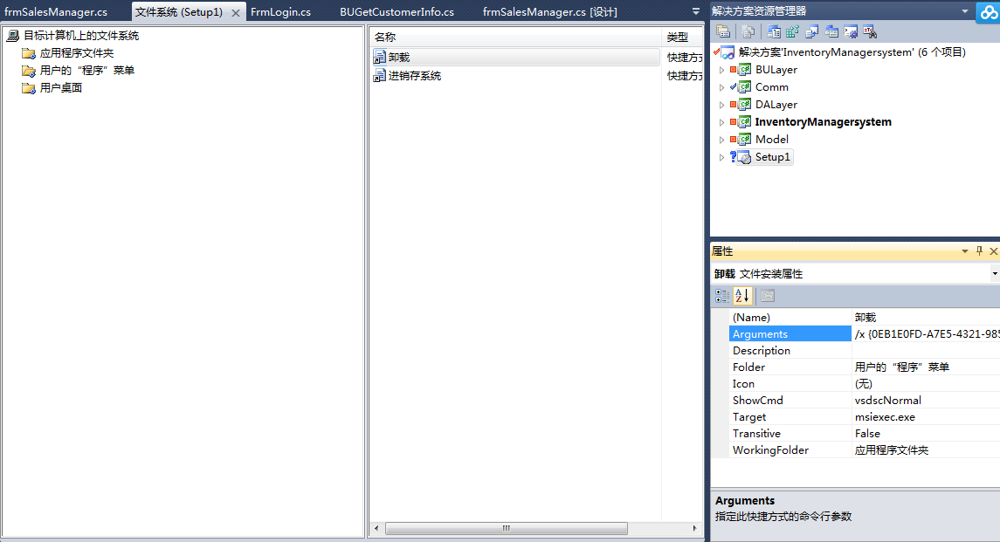 frmSalesManager.cs
文件系统 (Setup1)
FrmLogin.cs
BUGetCustomerInfo.cs
frmSalesManager.cs [设计]
目标计算机上的文件系统
应用程序文件夹
用户的“程序”菜单
用户桌面
名称
类型
卸载
快捷方式
进销存系统
快捷方式
解决方案资源管理器
解决方案'InventoryManagersystem' (6 个项目)
BULayer
Comm
DALayer
InventoryManagersystem
Model
Setup1
属性
卸载 文件安装属性
(Name)
卸载
Arguments
/x {0EB1E0FD-A7E5-4321-985
Description
Folder
用户的“程序”菜单
Icon
(无)
ShowCmd
vsdscNormal
Target
msiexec.exe
Transitive
False
WorkingFolder
应用程序文件夹
Arguments
指定此快捷方式的命令行参数